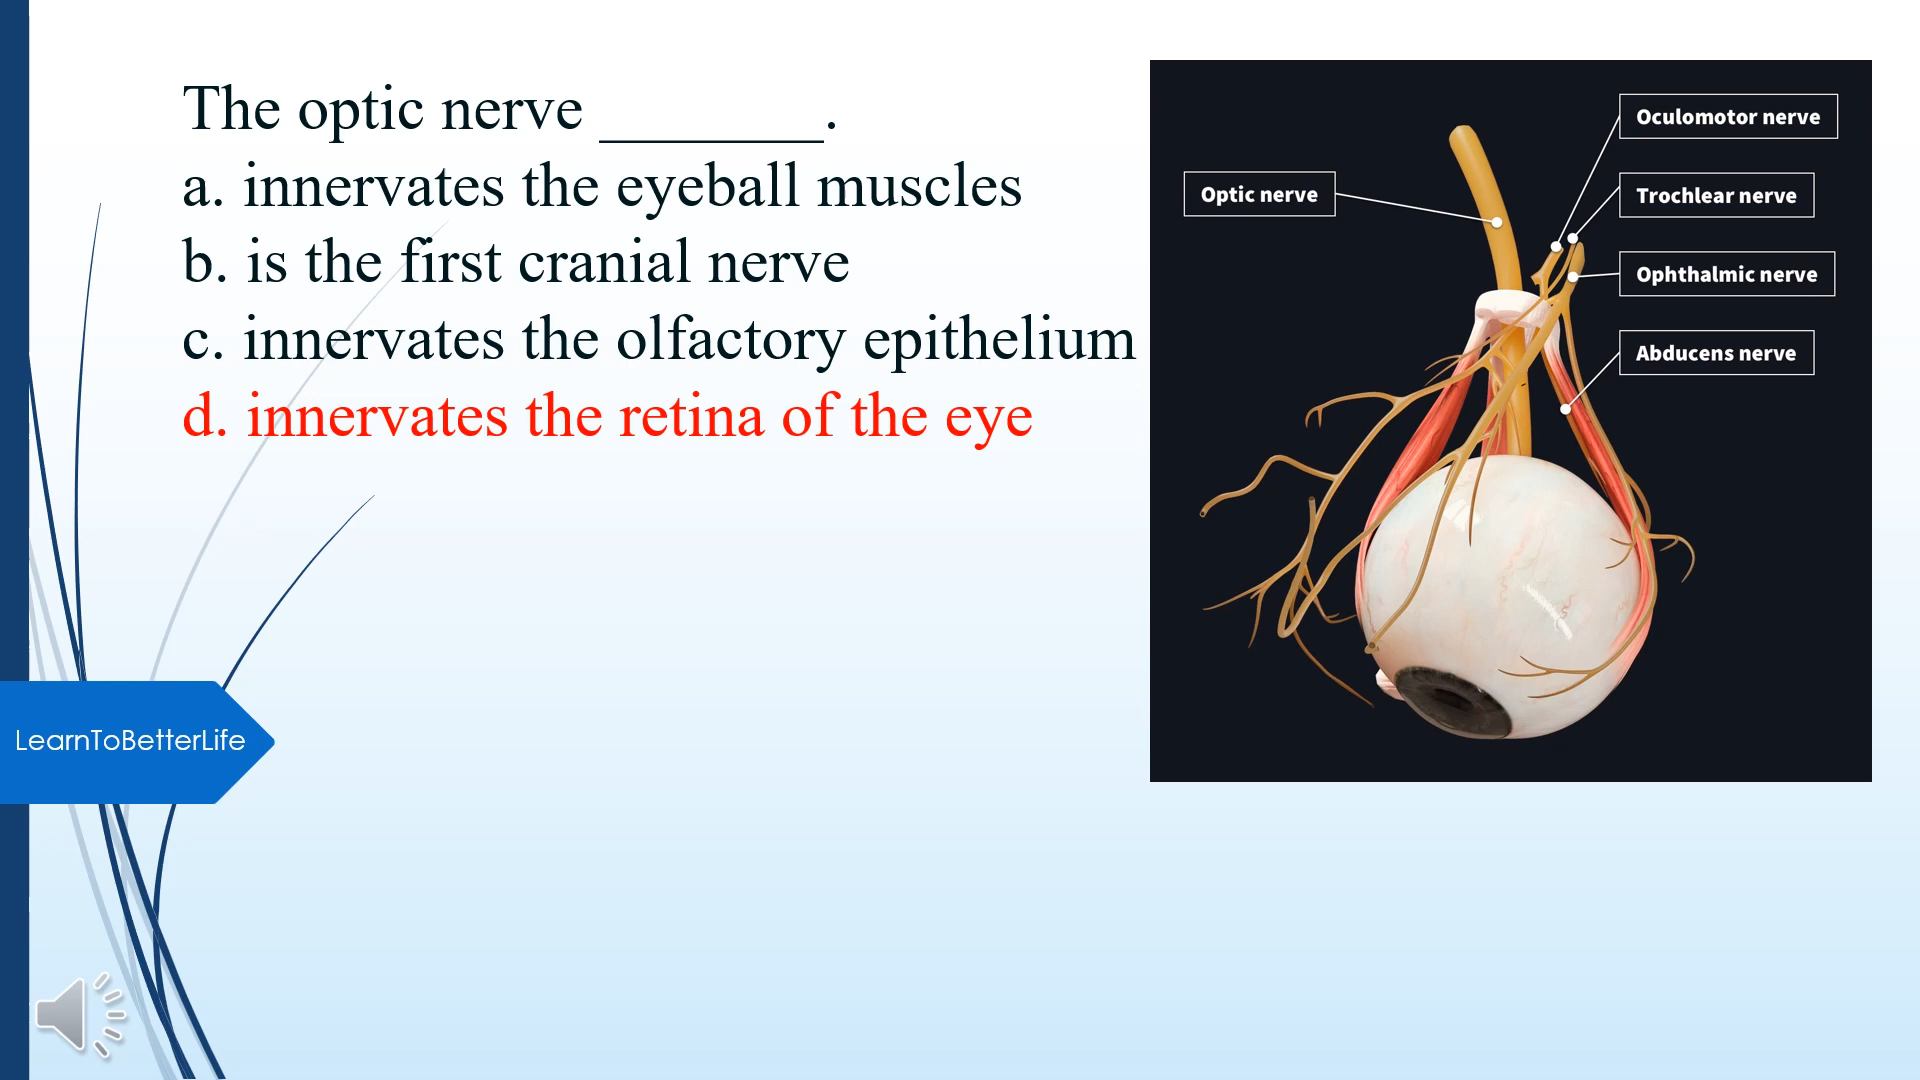 The optic nerve _______.
a. innervates the eyeball muscles
b. is the first cranial nerve
c. innervates the olfactory epithelium
d. innervates the retina of the eye
Optic nerve
Oculomotor nerve
Trochlear nerve
Ophthalmic nerve
Abducens nerve
LearnToBetterLife